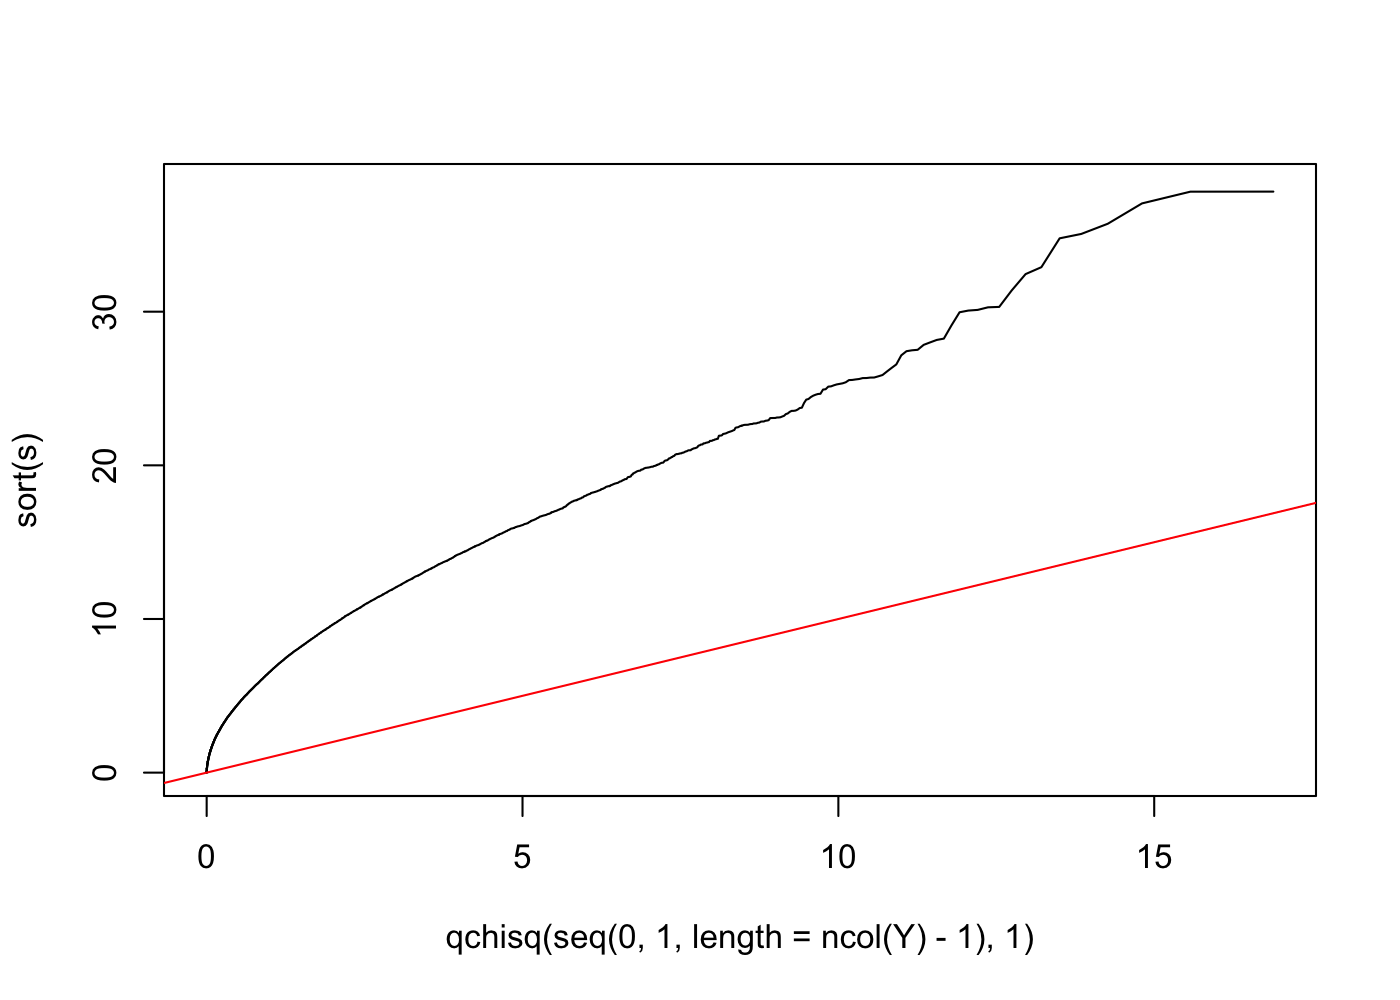 30
20
10
0
sort(s)
0 5 10 15
qchisq(seq(0, 1, length = ncol(Y) - 1), 1)